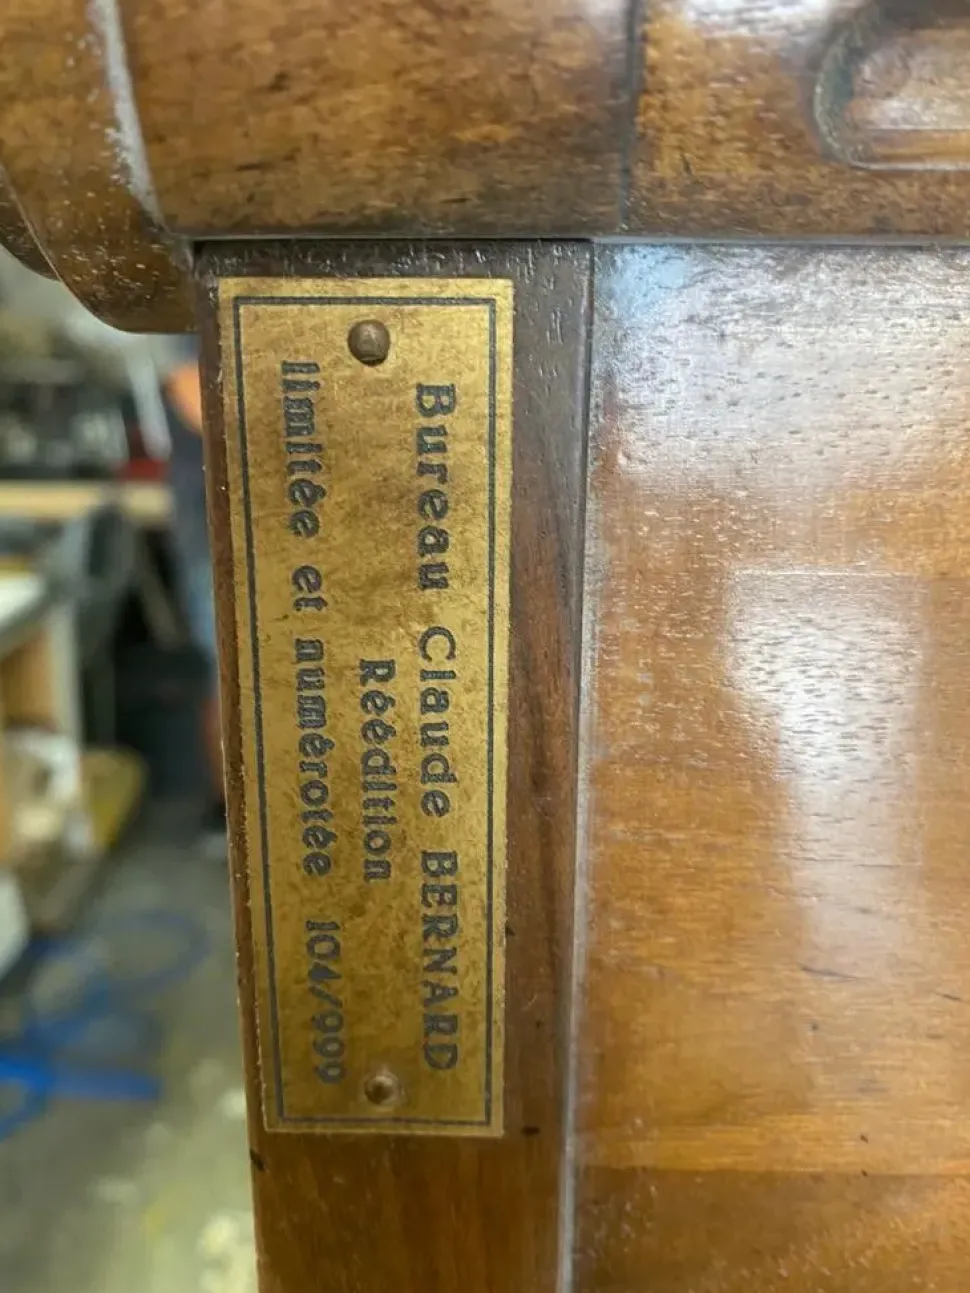 Bureau Claude BERNARD
Réédition
limitée et numérotée 104/999